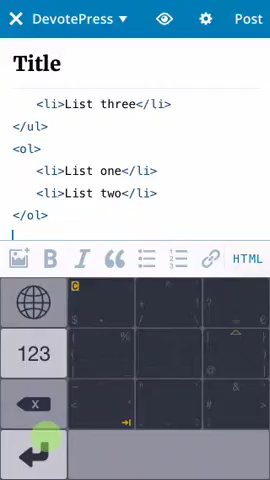 DevotePress Post
Title
<li>List three</li>
</ul>
<ol>
<li>List one</li>
<li>List two</li>
</ol>
B I HTML
C
123